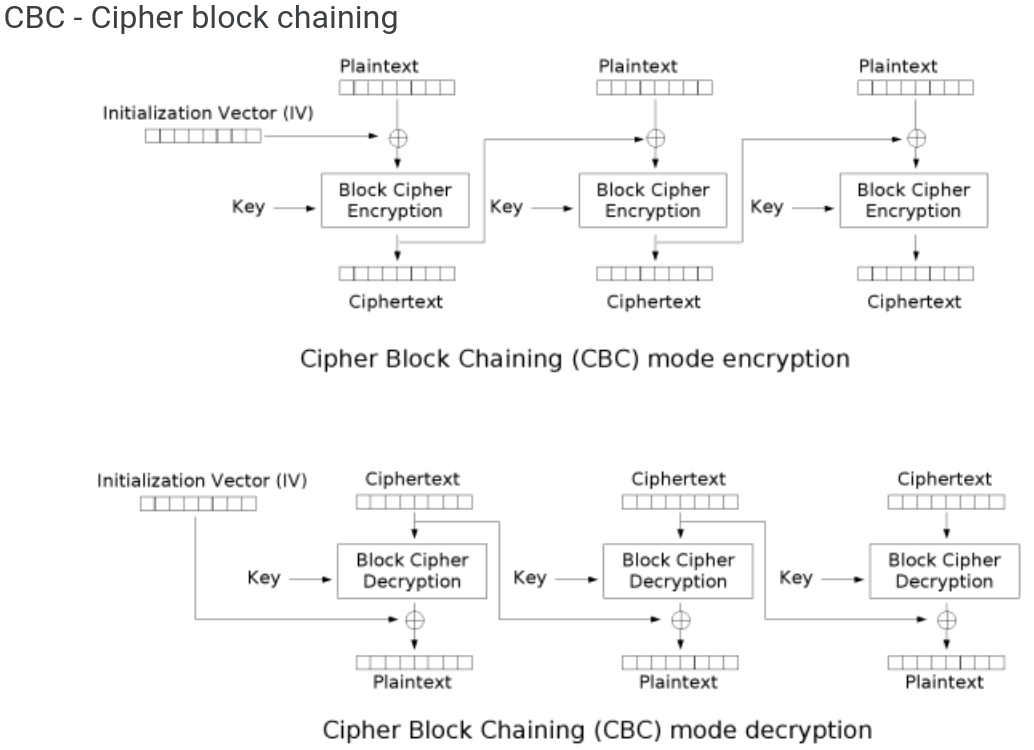 CBC - Cipher block chaining
Plaintext Plaintext Plaintext
Initialization Vector (IV)
Key Block Cipher Encryption Key Block Cipher Encryption Key Block Cipher Encryption
Ciphertext Ciphertext Ciphertext
Cipher Block Chaining (CBC) mode encryption
Initialization Vector (IV) Ciphertext Ciphertext Ciphertext
Key Block Cipher Decryption Key Block Cipher Decryption Key Block Cipher Decryption
Plaintext Plaintext Plaintext
Cipher Block Chaining (CBC) mode decryption